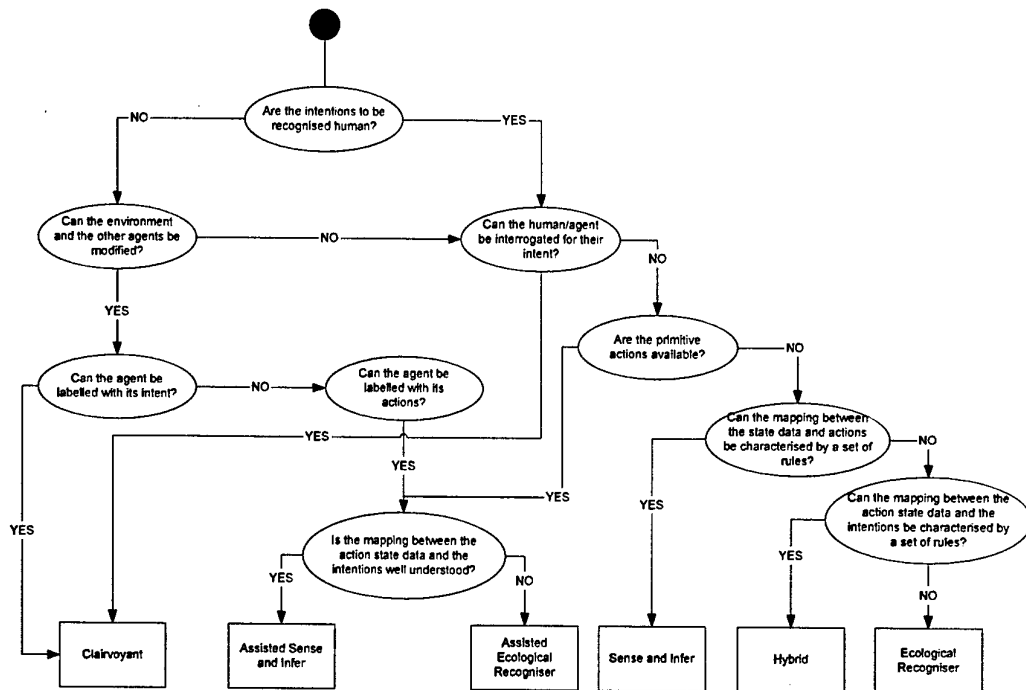 Are the intentions to be
recognised human?
NO
YES
Can the environment
and the other agents be
modified?
NO
Can the human/agent
be interrogated for their
intent?
NO
YES
Are the primitive
actions available?
NO
Can the agent be
labelled with its intent?
NO
Can the agent be
labelled with its
actions?
YES
YES
YES
Can the mapping between
the state data and actions
be characterised by a set of
rules?
NO
YES
YES
Is the mapping between the
action state data and the
intentions well understood?
YES
NO
Can the mapping between the
action state data and the
intentions be characterised by
a set of rules?
YES
NO
Clairvoyant
Assisted Sense
and Infer
Assisted
Ecological
Recogniser
Sense and Infer
Hybrid
Ecological
Recogniser